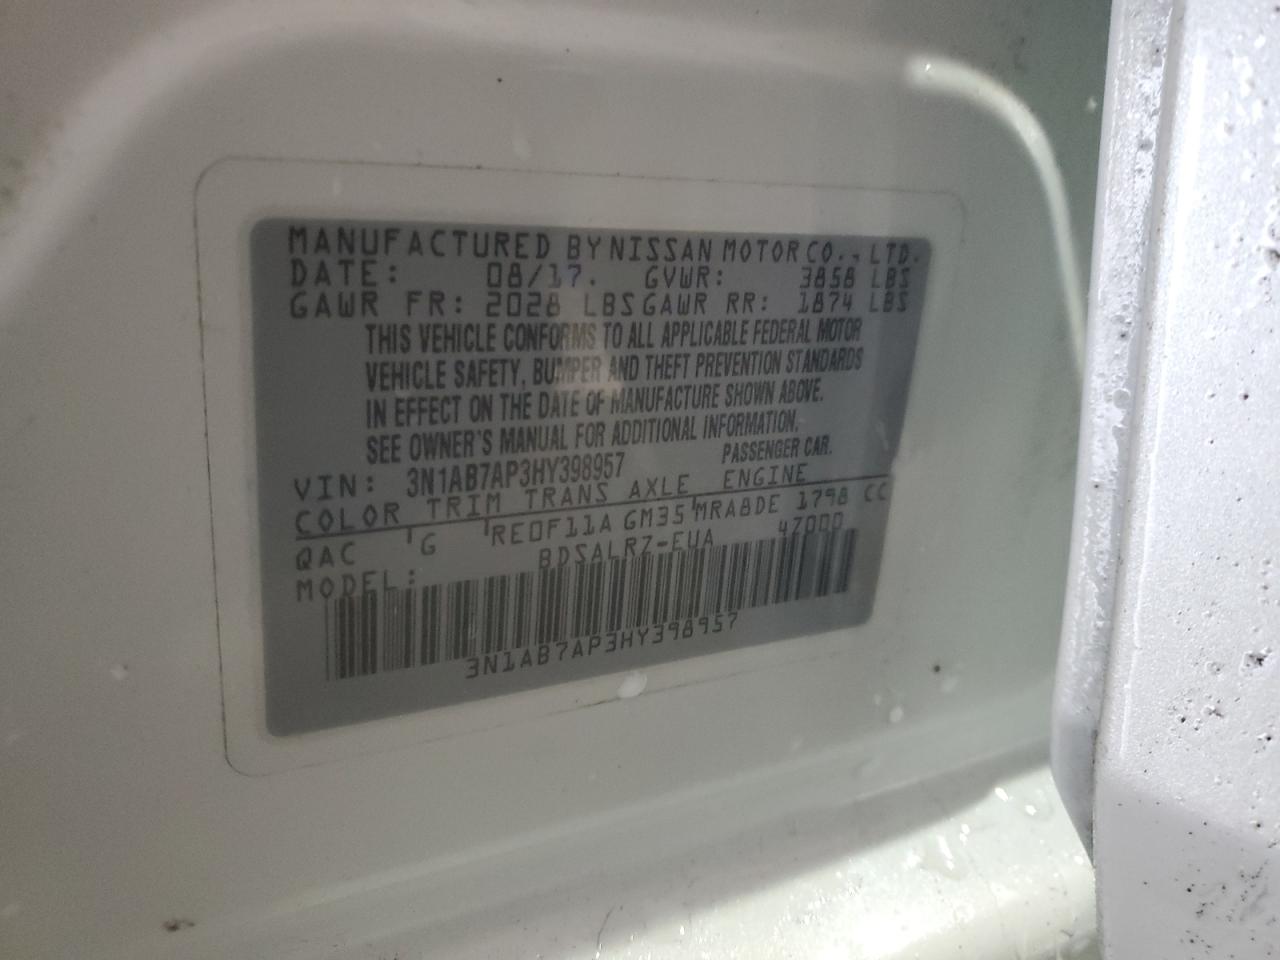 MANUFACTURED BY NISSAN MOTOR CO., LTD.
DATE: 08/17. GVWR: 3858 LBS
GAWR FR: 2028 LBS GAWR RR: 1874 LBS
THIS VEHICLE CONFORMS TO ALL APPLICABLE FEDERAL MOTOR
VEHICLE SAFETY, BUMPER AND THEFT PREVENTION STANDARDS
IN EFFECT ON THE DATE OF MANUFACTURE SHOWN ABOVE.
SEE OWNER'S MANUAL FOR ADDITIONAL INFORMATION.
VIN: 3N1AB7AP3HY398957 PASSENGER CAR.
COLOR TRIM TRANS AXLE ENGINE
QAC G RE0F11A GM35 MRA8DE 1798 CC
MODEL: BDSALRZ-EUA 47000
3N1AB7AP3HY398957